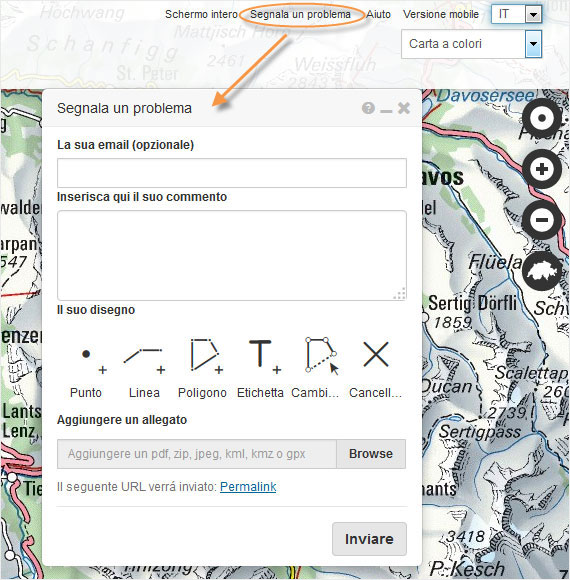 Hochwang
Schermo intero Segnala un problema Aiuto Versione mobile IT
Mattjisch Horn
Schanfigg
2461
Carta a colori
St. Peter
Weissfluh
2843
Davosersee
Segnala un problema
La sua email (opzionale)
avos
Inserisca qui il suo commento
walde
del
arpan
547
Flüela
Sertig Dörfli
1859
Schw
Il suo disegno
enzer
Punto Linea Poligono Etichetta Cambi... Cancell...
Scalettap
260
Ducan
2739
Lants
Lenz,
Aggiungere un allegato
Sertigpass
Aggiungere un pdf, zip, jpeg, kml, kmz o gpx Browse
Il seguente URL verrá inviato: Permalink
Tie
hants
Inviare
3418
P. Kesch